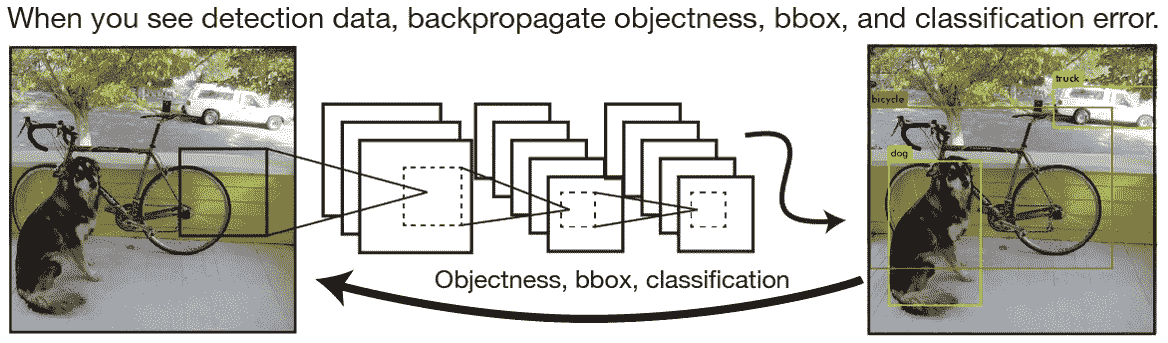 When you see detection data, backpropagate objectness, bbox, and classification error.
truck
bicycle
dog
Objectness, bbox, classification